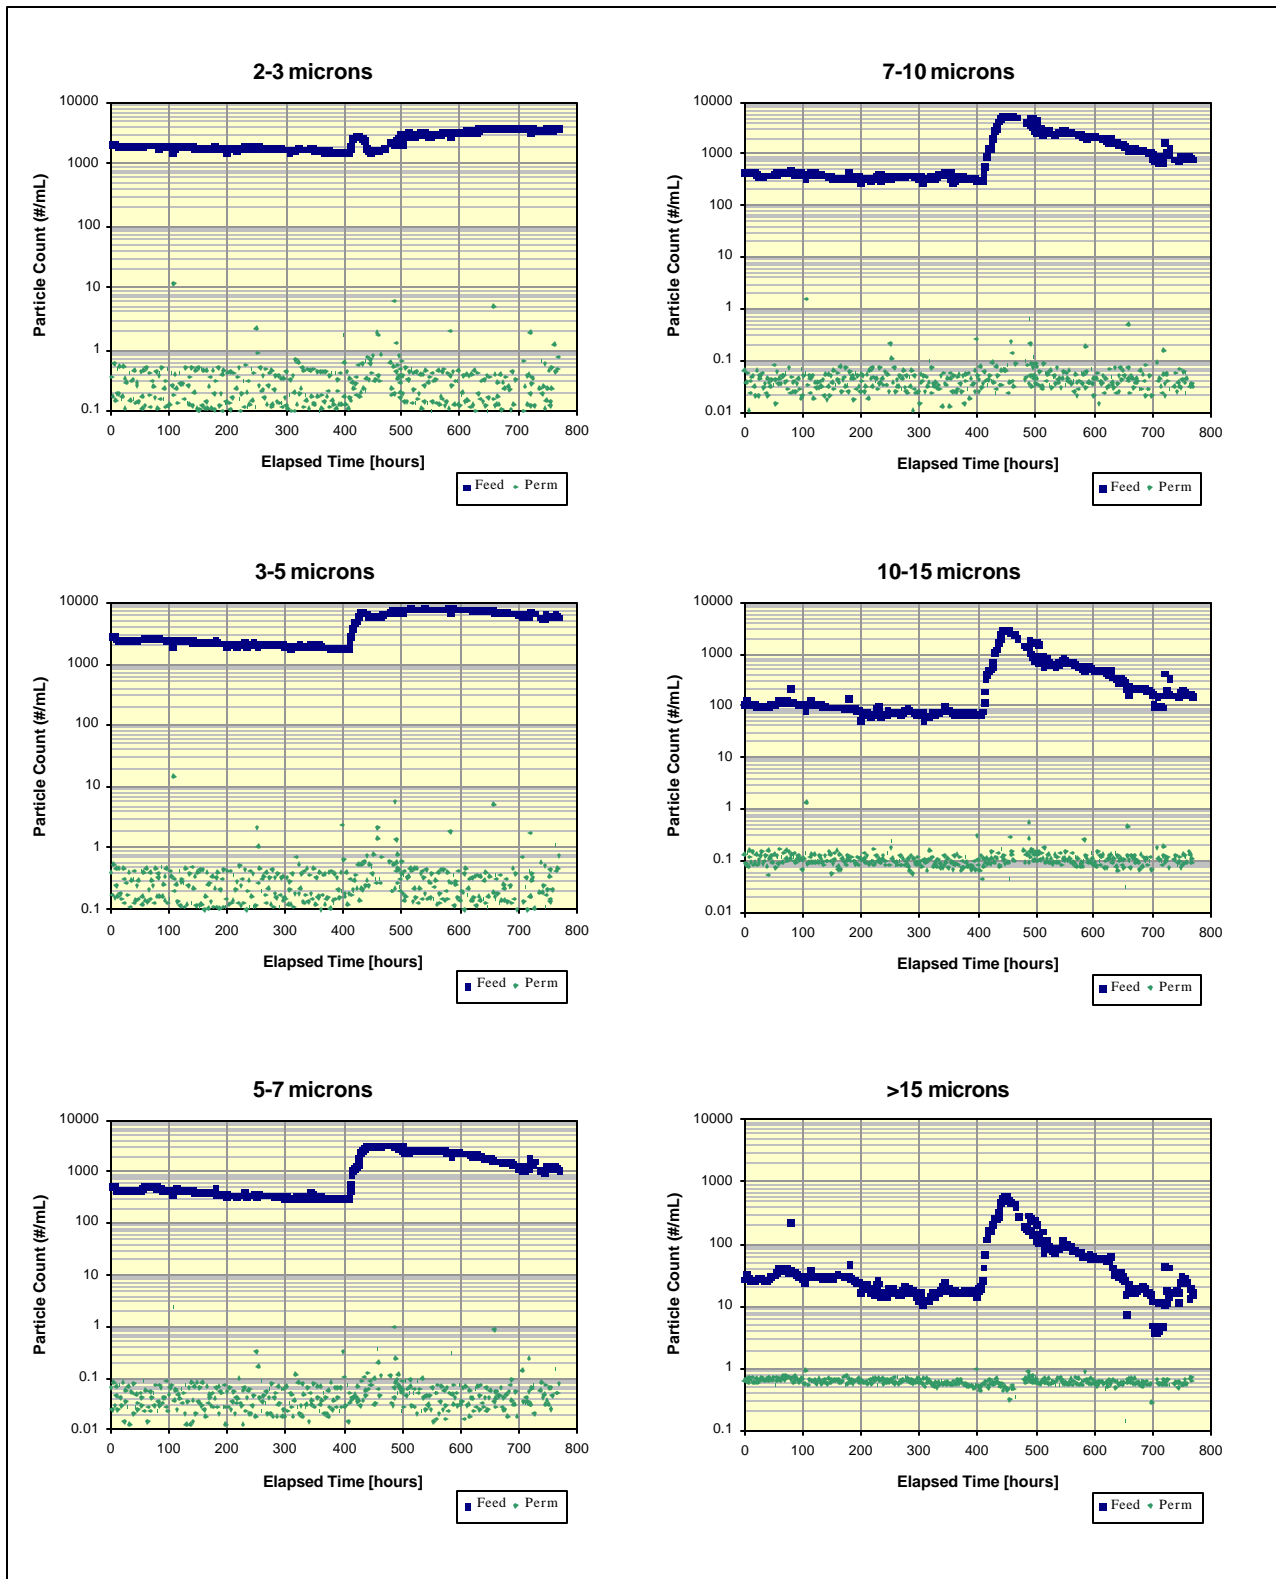 2-3 microns
10000
1000
100
10
1
0.1
Particle Count (#/mL)
0 100 200 300 400 500 600 700 800
Elapsed Time [hours]
Feed Perm
7-10 microns
10000
1000
100
10
1
0.1
0.01
Particle Count (#/mL)
0 100 200 300 400 500 600 700 800
Elapsed Time [hours]
Feed Perm
3-5 microns
10000
1000
100
10
1
0.1
Particle Count (#/mL)
0 100 200 300 400 500 600 700 800
Elapsed Time [hours]
Feed Perm
10-15 microns
10000
1000
100
10
1
0.1
0.01
Particle Count (#/mL)
0 100 200 300 400 500 600 700 800
Elapsed Time [hours]
Feed Perm
5-7 microns
10000
1000
100
10
1
0.1
0.01
Particle Count (#/mL)
0 100 200 300 400 500 600 700 800
Elapsed Time [hours]
Feed Perm
>15 microns
10000
1000
100
10
1
0.1
Particle Count (#/mL)
0 100 200 300 400 500 600 700 800
Elapsed Time [hours]
Feed Perm